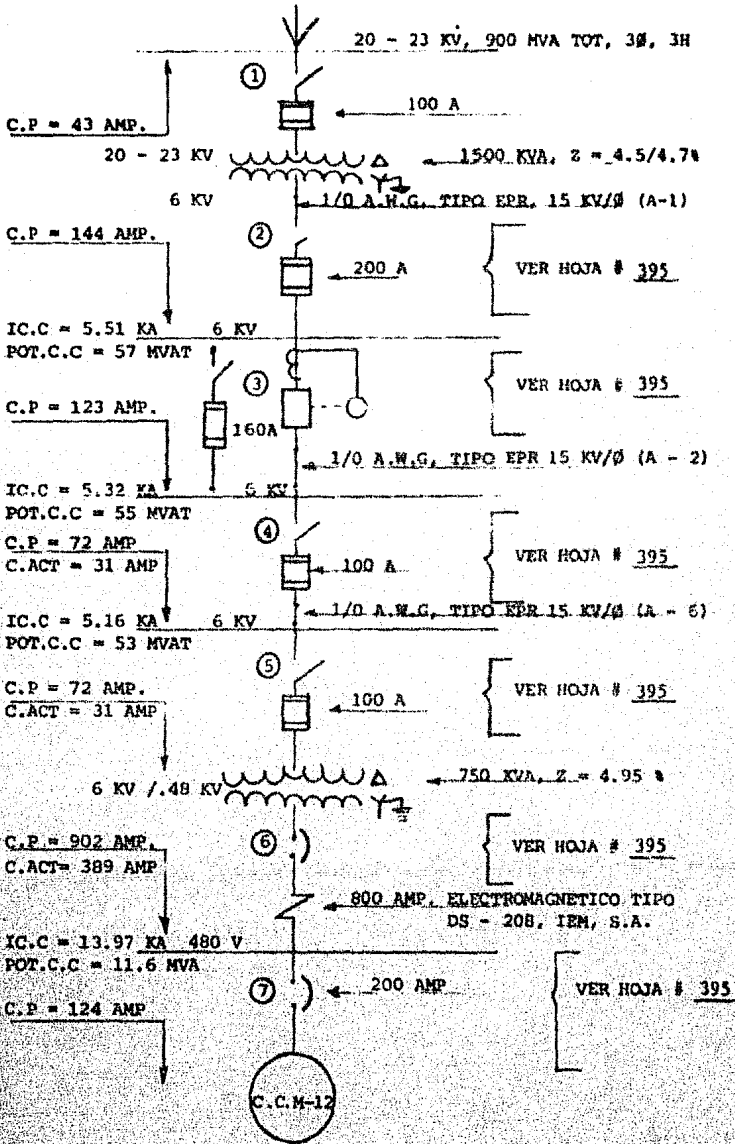 20 - 23 KV, 900 MVA TOT, 3Ø, 3H
①
100 A
C.P = 43 AMP.
20 - 23 KV
Δ
1500 KVA, Z = 4.5/4.7%
6 KV
1/0 A.W.G, TIPO EPR, 15 KV/Ø (A-1)
C.P = 144 AMP.
②
200 A
VER HOJA # 395
IC.C = 5.51 KA 6 KV
POT.C.C = 57 MVAT
③
VER HOJA # 395
C.P = 123 AMP.
160A
1/0 A.W.G, TIPO EPR 15 KV/Ø (A - 2)
IC.C = 5.32 KA 6 KV
POT.C.C = 55 MVAT
C.P = 72 AMP
C.ACT = 31 AMP
④
100 A
VER HOJA # 395
1/0 A.W.G, TIPO EPR 15 KV/Ø (A - 6)
IC.C = 5.16 KA 6 KV
POT.C.C = 53 MVAT
⑤
C.P = 72 AMP.
C.ACT = 31 AMP
100 A
VER HOJA # 395
6 KV /.48 KV
Δ
750 KVA, Z = 4.95 %
⑥
C.P = 902 AMP.
C.ACT= 389 AMP
VER HOJA # 395
800 AMP, ELECTROMAGNETICO TIPO
DS - 208, IEM, S.A.
IC.C = 13.97 KA 480 V
POT.C.C = 11.6 MVA
⑦
200 AMP
VER HOJA # 395
C.P = 124 AMP
C.C.M-12